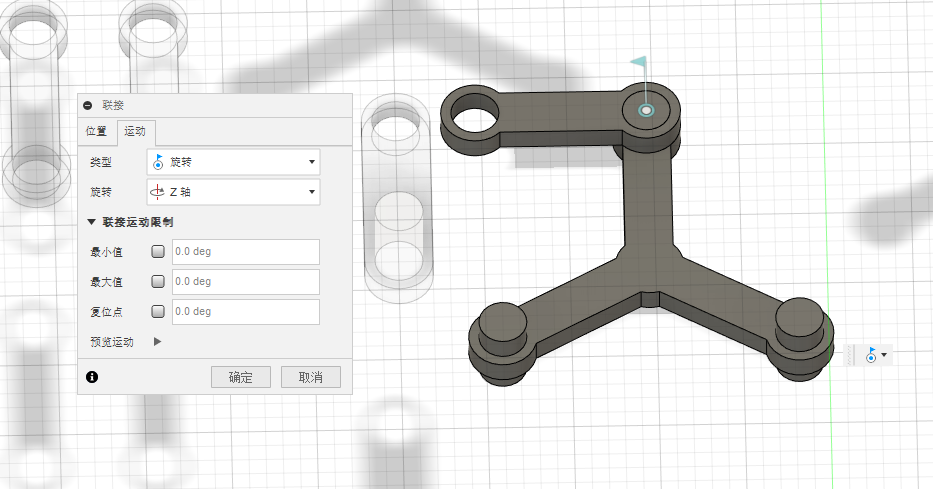 联接
位置 运动
类型 旋转
旋转 Z 轴
联接运动限制
最小值 0.0 deg
最大值 0.0 deg
复位点 0.0 deg
预览运动
确定 取消